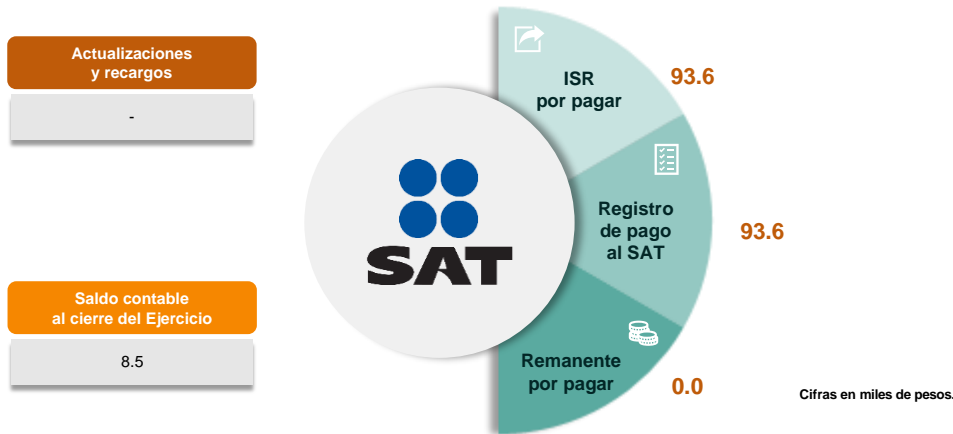 Actualizaciones
y recargos
-
Saldo contable
al cierre del Ejercicio
8.5
SAT
ISR
por pagar
93.6
Registro
de pago
al SAT
93.6
Remanente
por pagar
0.0
Cifras en miles de pesos.